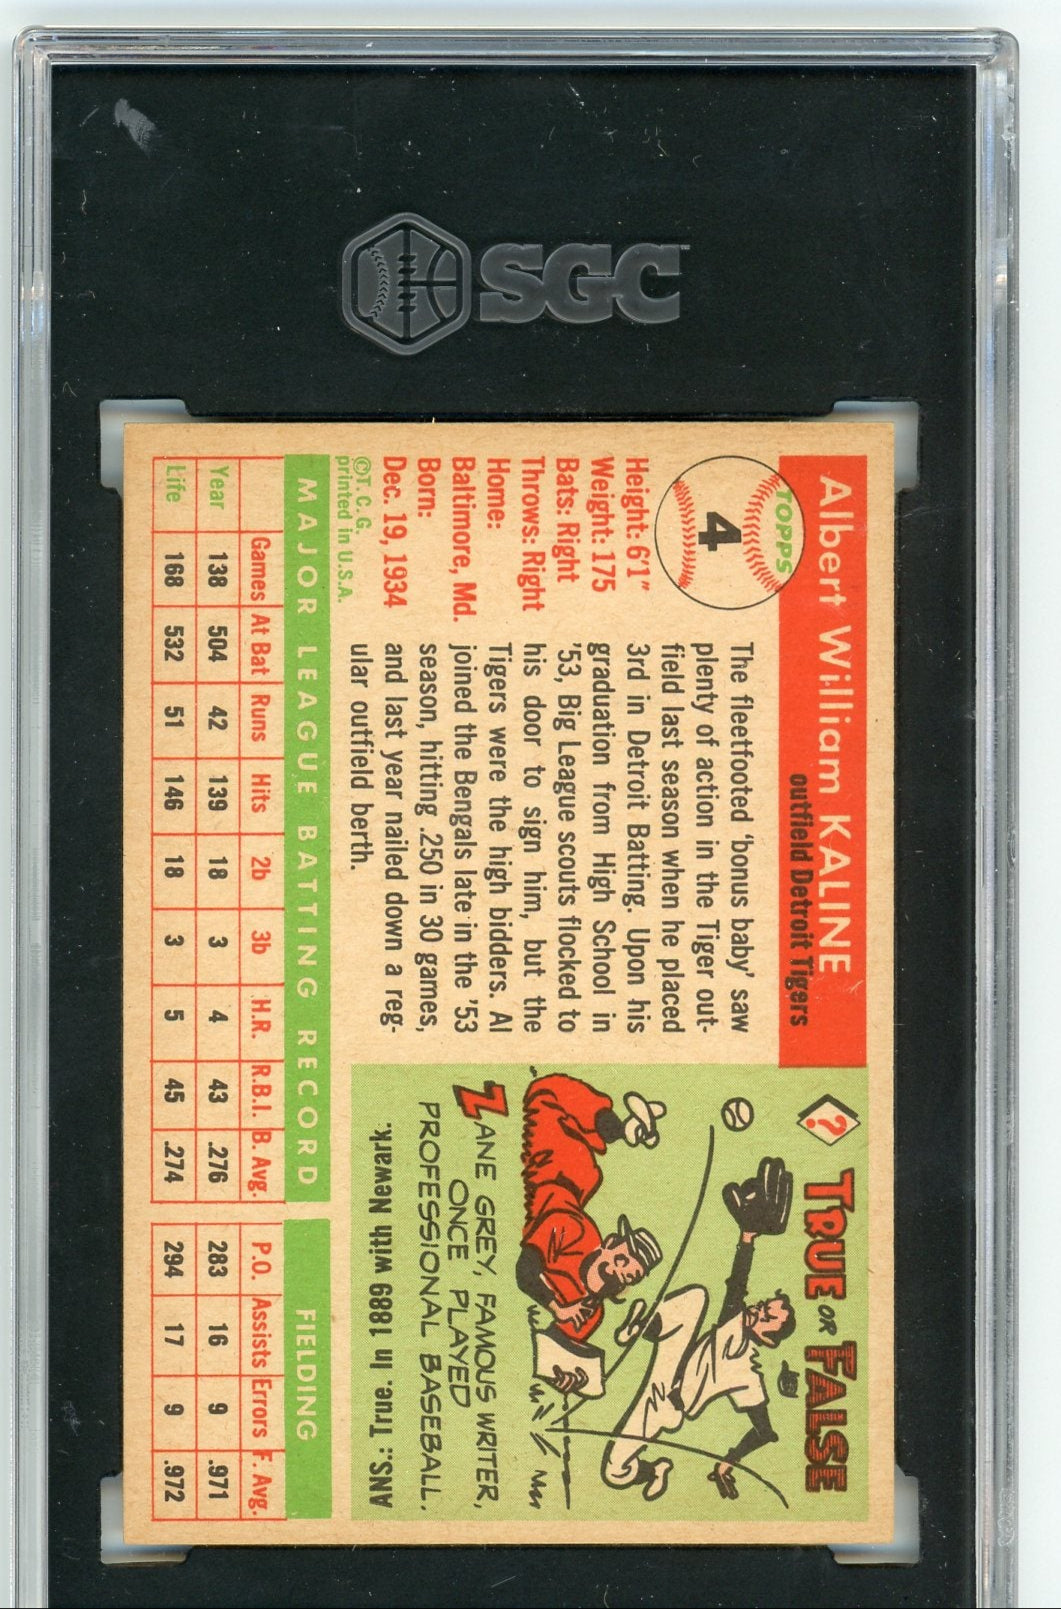 SGC
Albert William KALINE
outfield Detroit Tigers
TOPPS
4
Height: 6'1"
Weight: 175
Bats: Right
Throws: Right
Home:
Baltimore, Md.
Born:
Dec. 19, 1934
©T. C. G.
printed in U.S.A.
The fleetfooted 'bonus baby' saw
plenty of action in the Tiger out-
field last season when he placed
3rd in Detroit Batting. Upon his
graduation from High School in
'53, Big League scouts flocked to
his door to sign him, but the
Tigers were the high bidders. Al
joined the Bengals late in the '53
season, hitting .250 in 30 games,
and last year nailed down a reg-
ular outfield berth.
? TRUE OR FALSE
ZANE GREY, FAMOUS WRITER,
ONCE PLAYED
PROFESSIONAL BASEBALL.
ANS.: True. In 1889 with Newark.
MAJOR LEAGUE BATTING RECORD FIELDING
Games At Bat Runs Hits 2b 3b H.R. R.B.I. B. Avg. P.O. Assists Errors F. Avg.
Year 138 504 42 139 18 3 4 43 .276 283 16 9 .971
Life 168 532 51 146 18 3 5 45 .274 294 17 9 .972